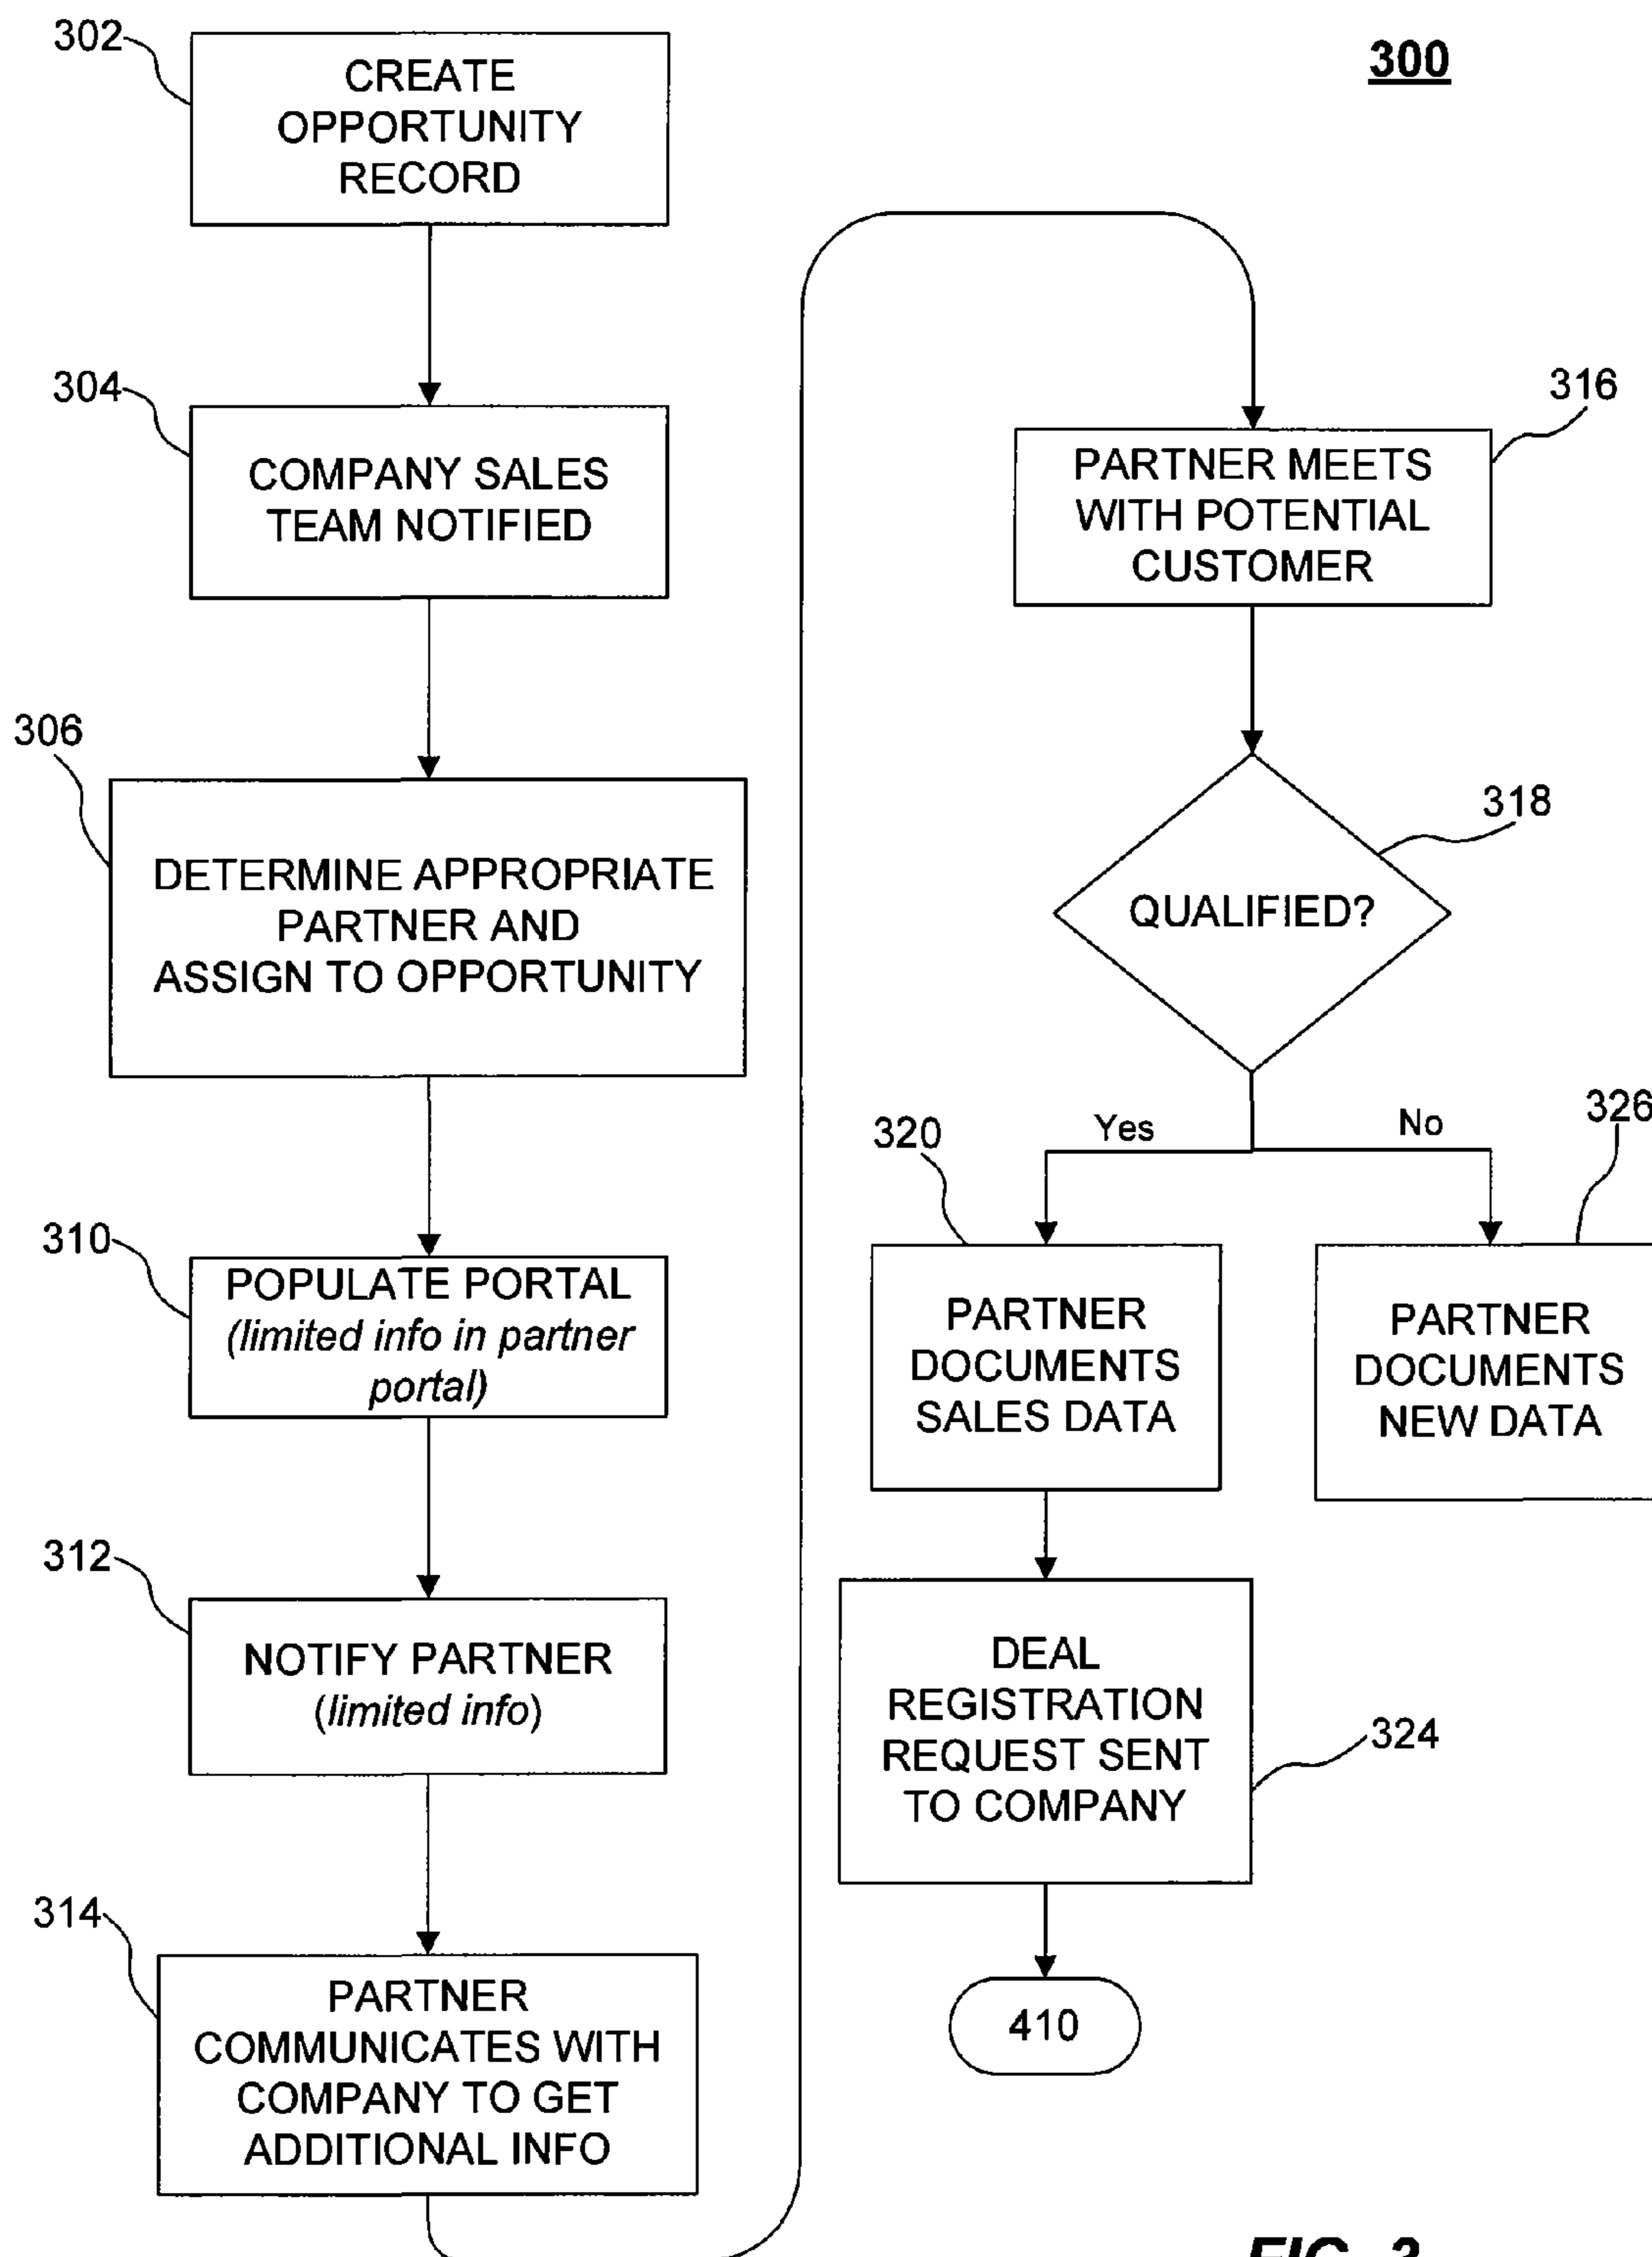 300
302
CREATE
OPPORTUNITY
RECORD
304
COMPANY SALES
TEAM NOTIFIED
306
DETERMINE APPROPRIATE
PARTNER AND
ASSIGN TO OPPORTUNITY
310
POPULATE PORTAL
(limited info in partner
portal)
312
NOTIFY PARTNER
(limited info)
314
PARTNER
COMMUNICATES WITH
COMPANY TO GET
ADDITIONAL INFO
316
PARTNER MEETS
WITH POTENTIAL
CUSTOMER
318
QUALIFIED?
Yes
No
320
PARTNER
DOCUMENTS
SALES DATA
326
PARTNER
DOCUMENTS
NEW DATA
324
DEAL
REGISTRATION
REQUEST SENT
TO COMPANY
410
FIG. 3